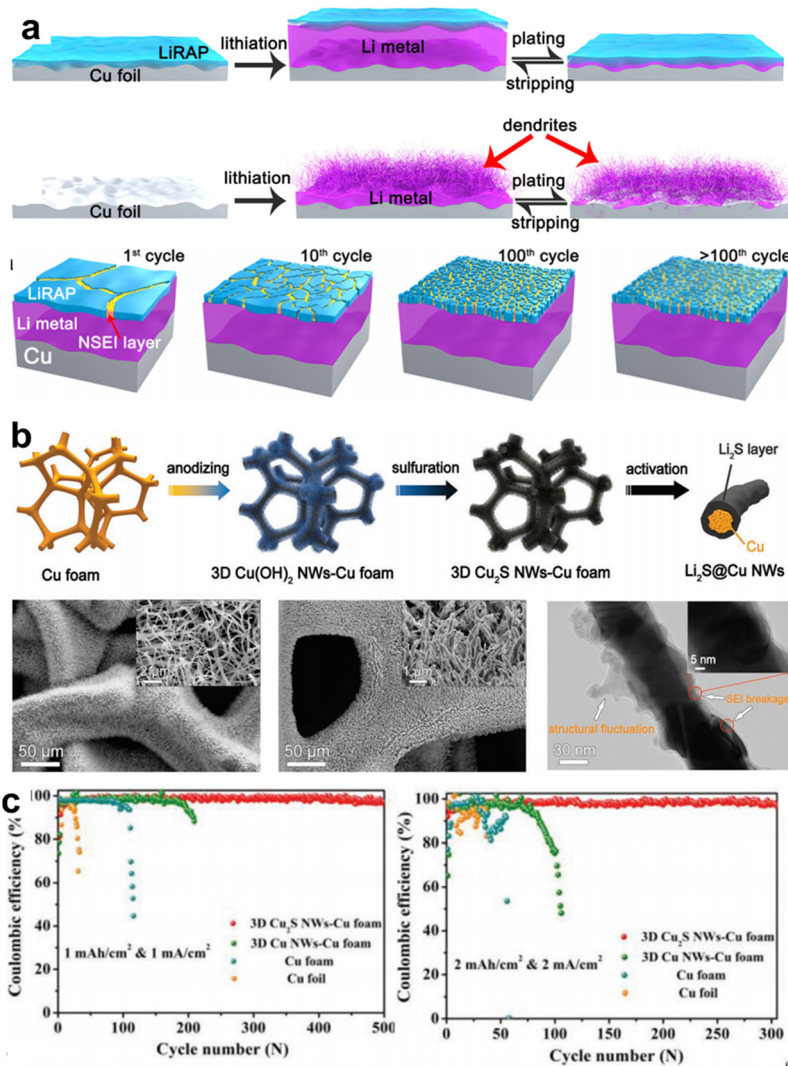 a
LiRAP
Cu foil
lithiation
Li metal
plating
stripping
dendrites
Cu foil
lithiation
Li metal
plating
stripping
1st cycle
10th cycle
100th cycle
>100th cycle
LiRAP
Li metal
NSEI layer
Cu
b
anodizing
sulfuration
activation
Li₂S layer
Cu
Cu foam
3D Cu(OH)₂ NWs-Cu foam
3D Cu₂S NWs-Cu foam
Li₂S@Cu NWs
2 μm
50 μm
1 μm
50 μm
5 nm
SEI breakage
structural fluctuation
30 nm
c
Coulombic efficiency (%)
100
80
60
40
20
0
3D Cu₂S NWs-Cu foam
3D Cu NWs-Cu foam
1 mAh/cm² & 1 mA/cm²
Cu foam
Cu foil
0 100 200 300 400 500
Cycle number (N)
Coulombic efficiency (%)
100
80
60
40
20
0
3D Cu₂S NWs-Cu foam
3D Cu NWs-Cu foam
2 mAh/cm² & 2 mA/cm²
Cu foam
Cu foil
0 50 100 150 200 250 300
Cycle number (N)